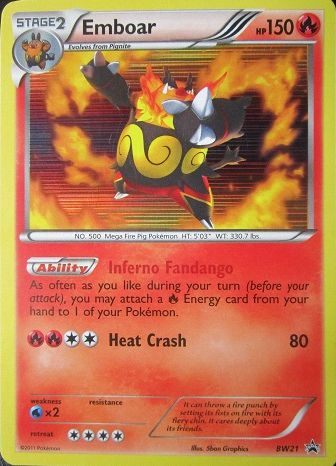 STAGE2 Emboar HP150
Evolves from Pignite
NO. 500 Mega Fire Pig Pokémon HT: 5'03" WT: 330.7 lbs.
Ability Inferno Fandango
As often as you like during your turn (before your
attack), you may attach a Energy card from your
hand to 1 of your Pokémon.
Heat Crash 80
weakness resistance
×2
retreat
It can throw a fire punch by
setting its fists on fire with its
fiery chin. It cares deeply about
its friends.
©2011 Pokémon Illus. 5ban Graphics BW21